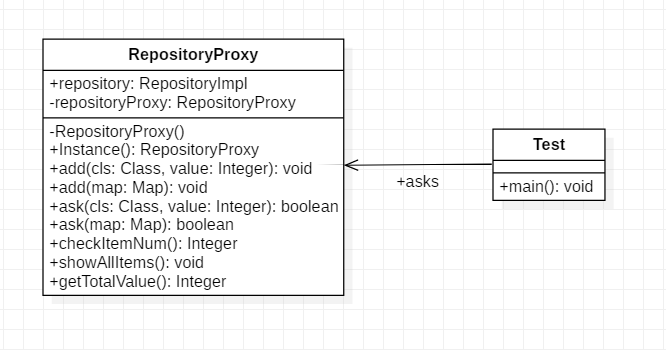 RepositoryProxy
+repository: RepositoryImpl
-repositoryProxy: RepositoryProxy
-RepositoryProxy()
+Instance(): RepositoryProxy
+add(cls: Class, value: Integer): void
+add(map: Map): void
+ask(cls: Class, value: Integer): boolean
+ask(map: Map): boolean
+checkItemNum(): Integer
+showAllItems(): void
+getTotalValue(): Integer
+asks
Test
+main(): void